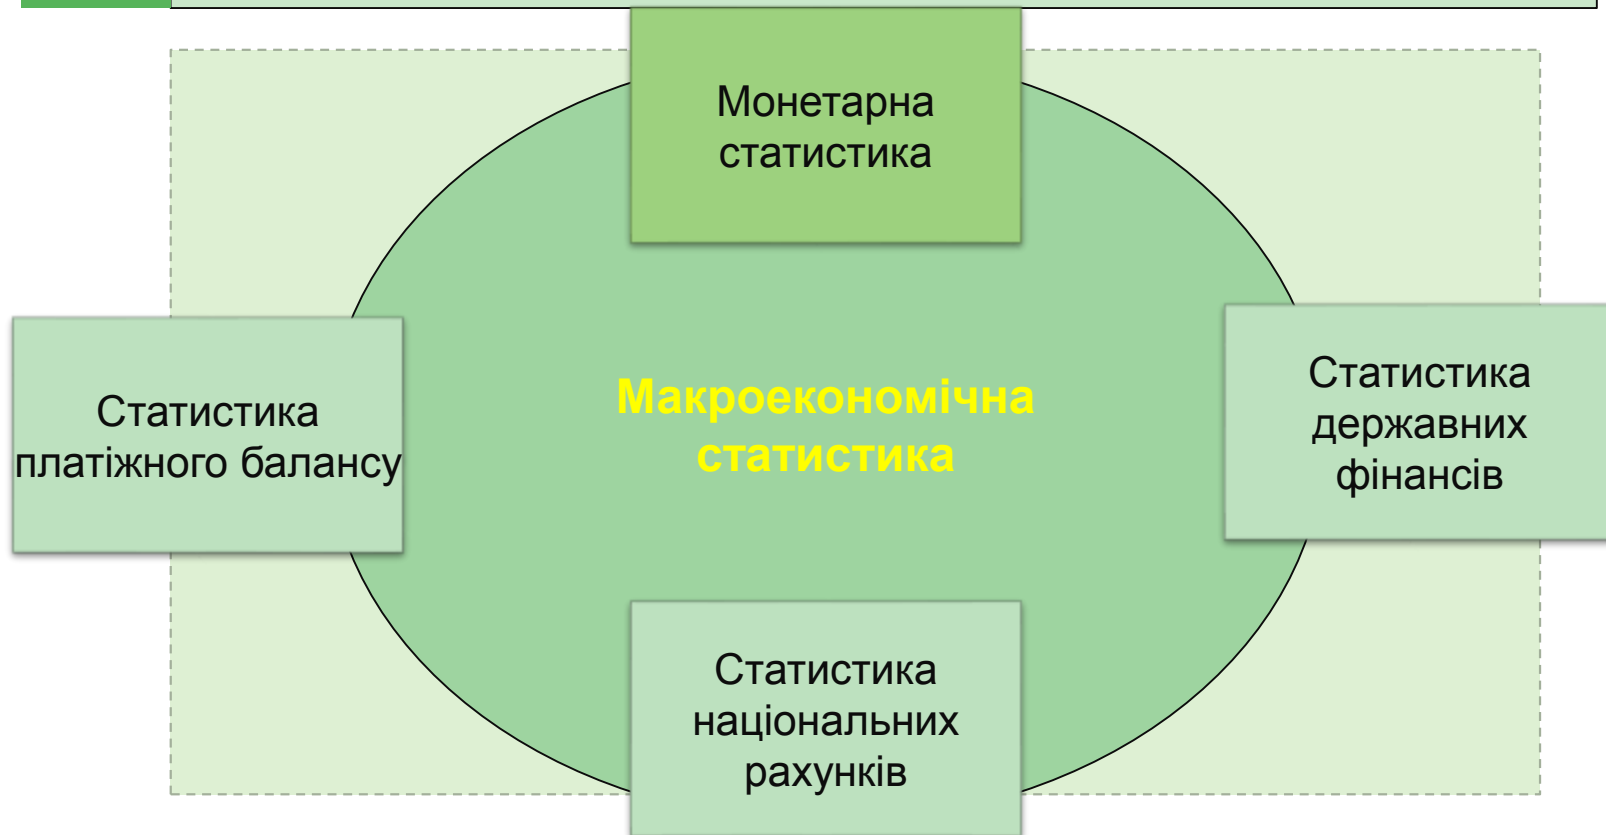 Монетарна
статистика
Статистика
платіжного балансу
Макроекономічна
статистика
Статистика
державних
фінансів
Статистика
національних
рахунків